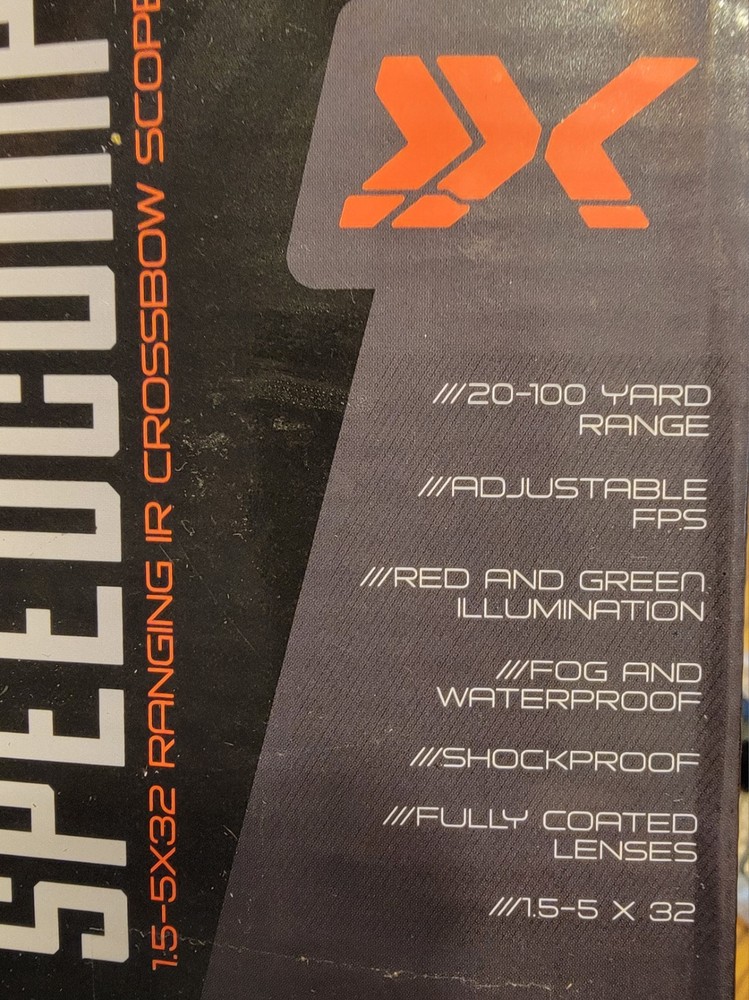 SPEEDCOMP
1.5-5X32 RANGING IR CROSSBOW SCOPE
///20-100 YARD
RANGE
///ADJUSTABLE
FPS
///RED AND GREEN
ILLUMINATION
///FOG AND
WATERPROOF
///SHOCKPROOF
///FULLY COATED
LENSES
///1.5-5 X 32